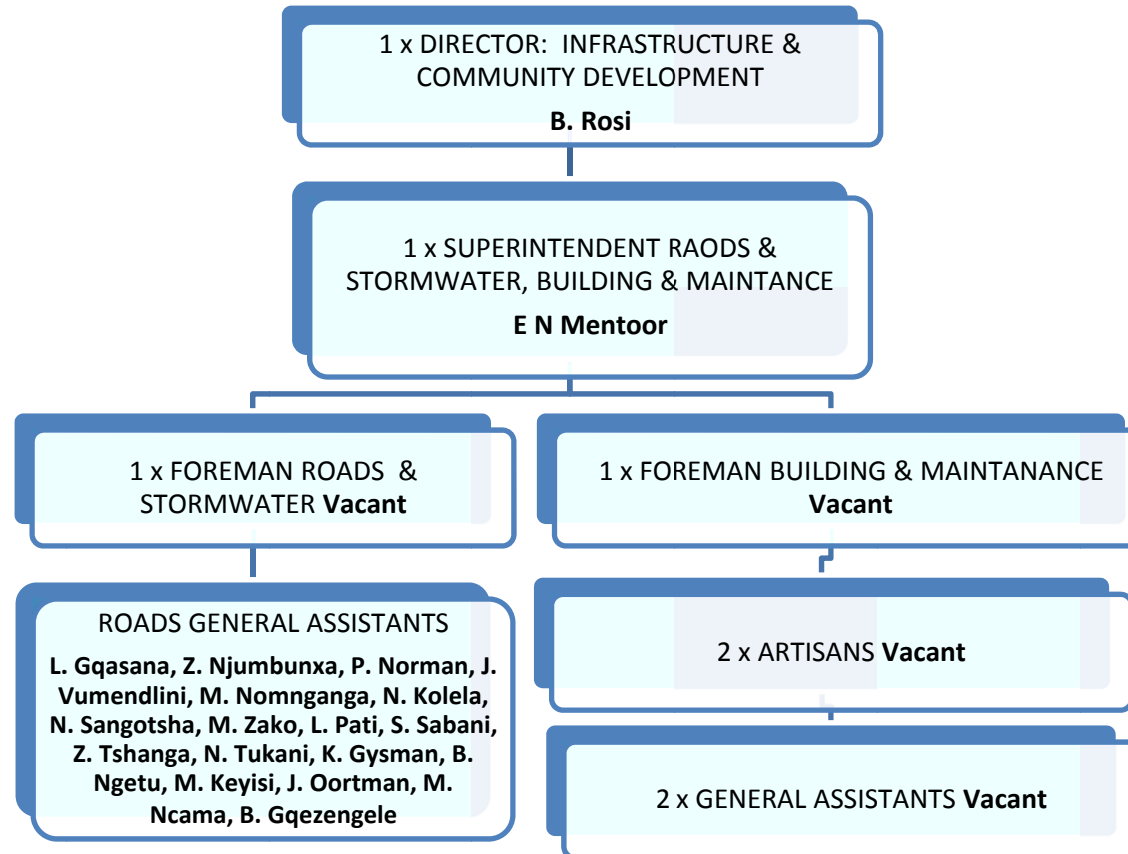 1 x DIRECTOR: INFRASTRUCTURE &
COMMUNITY DEVELOPMENT
B. Rosi
1 x SUPERINTENDENT RAODS &
STORMWATER, BUILDING & MAINTANCE
E N Mentoor
1 x FOREMAN ROADS &
STORMWATER Vacant
1 x FOREMAN BUILDING & MAINTANANCE
Vacant
ROADS GENERAL ASSISTANTS
L. Gqasana, Z. Njumbunxa, P. Norman, J.
Vumendlini, M. Nomnganga, N. Kolela,
N. Sangotsha, M. Zako, L. Pati, S. Sabani,
Z. Tshanga, N. Tukani, K. Gysman, B.
Ngetu, M. Keyisi, J. Oortman, M.
Ncama, B. Gqezengele
2 x ARTISANS Vacant
2 x GENERAL ASSISTANTS Vacant